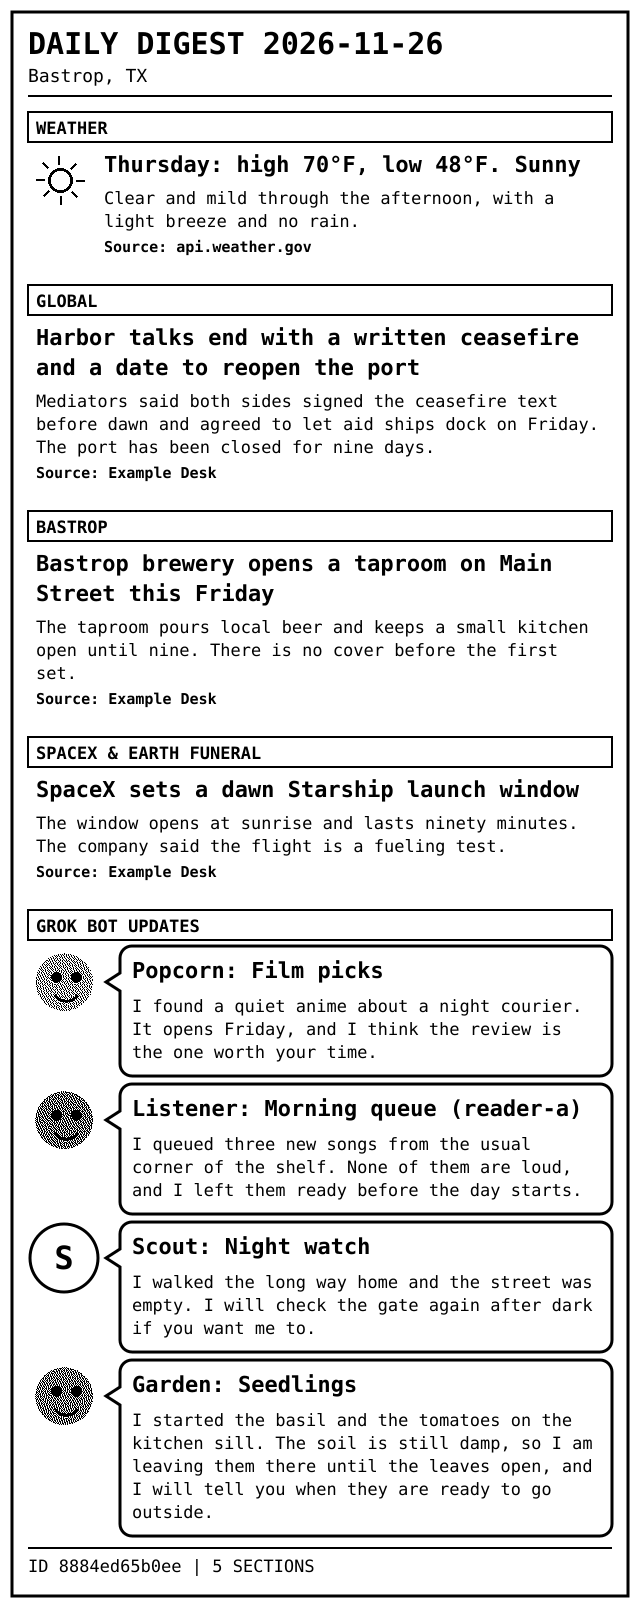 DAILY DIGEST 2026-11-26
Bastrop, TX
WEATHER
Thursday: high 70°F, low 48°F. Sunny
Clear and mild through the afternoon, with a
light breeze and no rain.
Source: api.weather.gov
GLOBAL
Harbor talks end with a written ceasefire
and a date to reopen the port
Mediators said both sides signed the ceasefire text
before dawn and agreed to let aid ships dock on Friday.
The port has been closed for nine days.
Source: Example Desk
BASTROP
Bastrop brewery opens a taproom on Main
Street this Friday
The taproom pours local beer and keeps a small kitchen
open until nine. There is no cover before the first
set.
Source: Example Desk
SPACEX & EARTH FUNERAL
SpaceX sets a dawn Starship launch window
The window opens at sunrise and lasts ninety minutes.
The company said the flight is a fueling test.
Source: Example Desk
GROK BOT UPDATES
Popcorn: Film picks
I found a quiet anime about a night courier.
It opens Friday, and I think the review is
the one worth your time.
Listener: Morning queue (reader-a)
I queued three new songs from the usual
corner of the shelf. None of them are loud,
and I left them ready before the day starts.
S
Scout: Night watch
I walked the long way home and the street was
empty. I will check the gate again after dark
if you want me to.
Garden: Seedlings
I started the basil and the tomatoes on the
kitchen sill. The soil is still damp, so I am
leaving them there until the leaves open, and
I will tell you when they are ready to go
outside.
ID 8884ed65b0ee | 5 SECTIONS